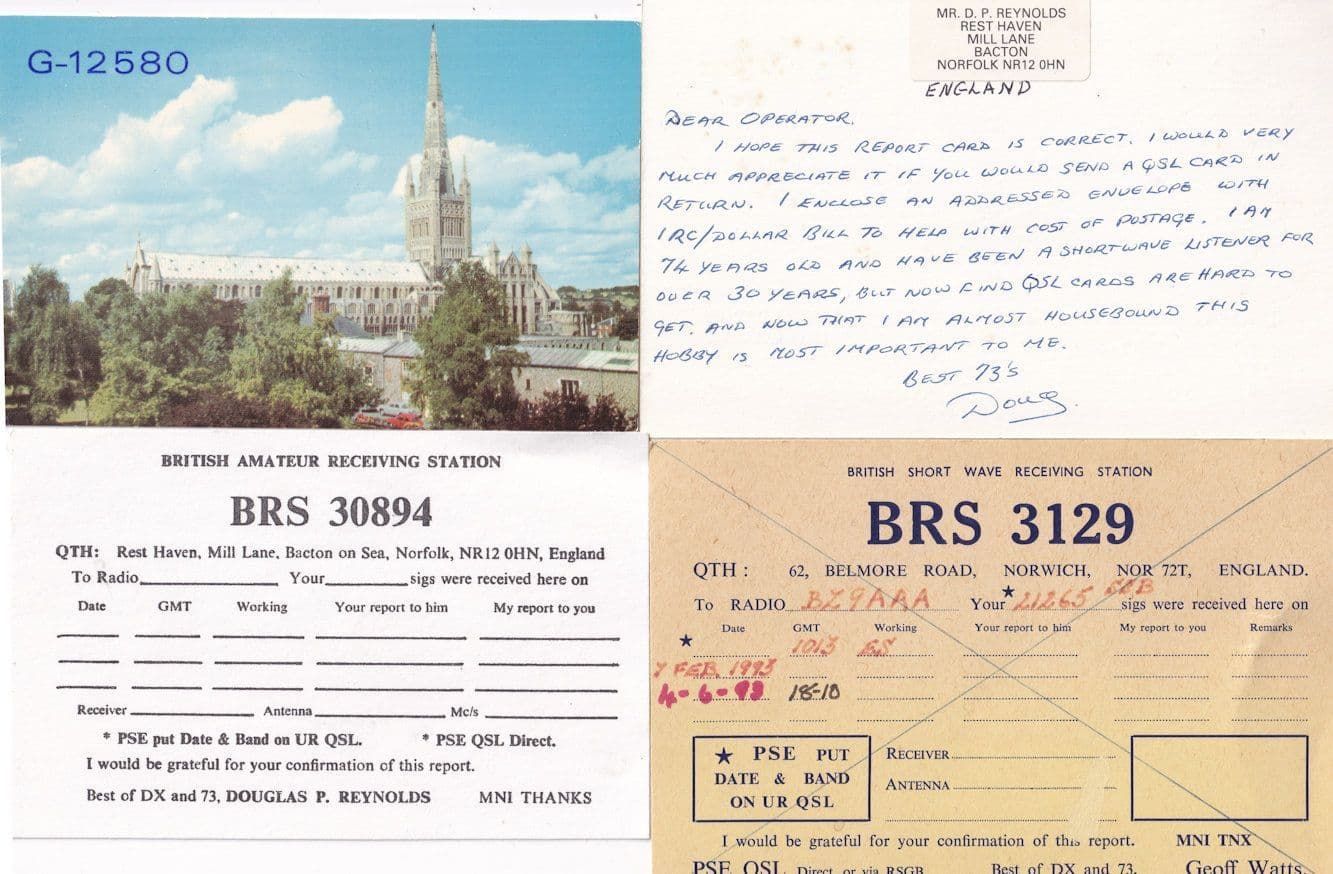 G-12580
MR. D. P. REYNOLDS
REST HAVEN
MILL LANE
BACTON
NORFOLK NR12 0HN
ENGLAND
DEAR OPERATOR.
I HOPE THIS REPORT CARD IS CORRECT. I WOULD VERY
MUCH APPRECIATE IT IF YOU WOULD SEND A QSL CARD IN
RETURN. I ENCLOSE AN ADDRESSED ENVELOPE WITH
IRC/DOLLAR BILL TO HELP WITH COST OF POSTAGE. I AM
74 YEARS OLD AND HAVE BEEN A SHORTWAVE LISTENER FOR
OVER 30 YEARS, BUT NOW FIND QSL CARDS ARE HARD TO
GET. AND NOW THAT I AM ALMOST HOUSEBOUND THIS
HOBBY IS MOST IMPORTANT TO ME.
BEST 73'S
Doug.
BRITISH AMATEUR RECEIVING STATION
BRS 30894
QTH: Rest Haven, Mill Lane, Bacton on Sea, Norfolk, NR12 0HN, England
To Radio Your sigs were received here on
Date GMT Working Your report to him My report to you
Receiver Antenna Mc/s
* PSE put Date & Band on UR QSL. * PSE QSL Direct.
I would be grateful for your confirmation of this report.
Best of DX and 73, DOUGLAS P. REYNOLDS MNI THANKS
BRITISH SHORT WAVE RECEIVING STATION
BRS 3129
QTH: 62, BELMORE ROAD, NORWICH, NOR 72T, ENGLAND.
To RADIO BZ9AAA Your 21265 SSB sigs were received here on
Date GMT Working Your report to him My report to you Remarks
1013 ES
7 FEB. 1993
4-6-93 18-10
★ PSE PUT
DATE & BAND
ON UR QSL
RECEIVER
ANTENNA
I would be grateful for your confirmation of this report. MNI TNX
PSE QSL Direct or via RSGB Best of DX and 73. Geoff Watts.